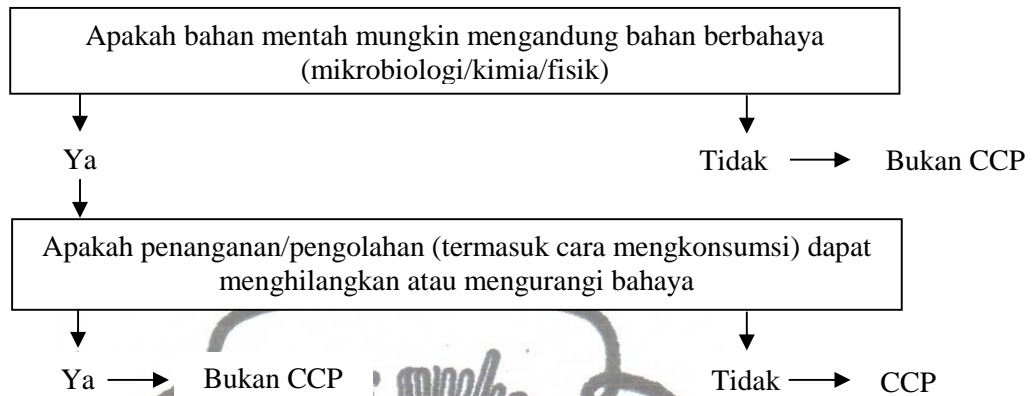 Apakah bahan mentah mungkin mengandung bahan berbahaya
(mikrobiologi/kimia/fisik)
Ya
Tidak
Bukan CCP
Apakah penanganan/pengolahan (termasuk cara mengkonsumsi) dapat
menghilangkan atau mengurangi bahaya
Ya
Bukan CCP
Tidak
CCP